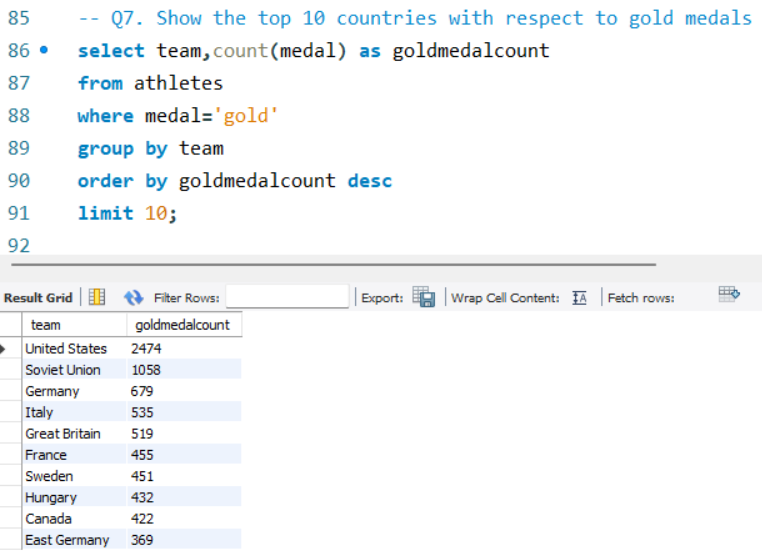 85 -- Q7. Show the top 10 countries with respect to gold medals
86 select team,count(medal) as goldmedalcount
87 from athletes
88 where medal='gold'
89 group by team
90 order by goldmedalcount desc
91 limit 10;
92
Result Grid Filter Rows: Export: Wrap Cell Content: IA Fetch rows:
team goldmedalcount
United States 2474
Soviet Union 1058
Germany 679
Italy 535
Great Britain 519
France 455
Sweden 451
Hungary 432
Canada 422
East Germany 369